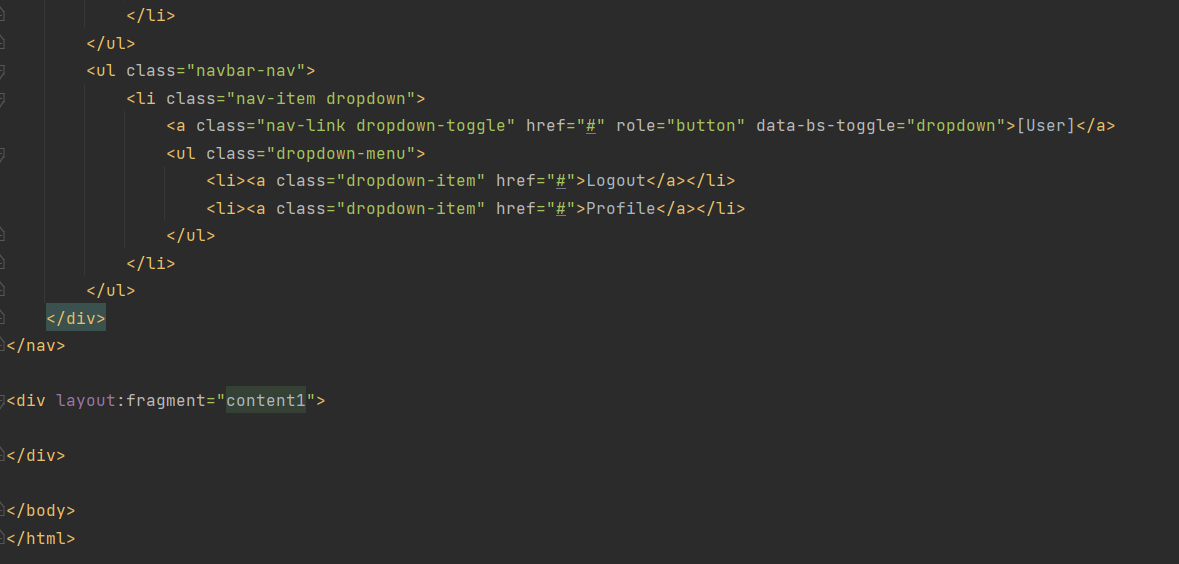 </li>
</ul>
<ul class="navbar-nav">
<li class="nav-item dropdown">
<a class="nav-link dropdown-toggle" href="#" role="button" data-bs-toggle="dropdown">[User]</a>
<ul class="dropdown-menu">
<li><a class="dropdown-item" href="#">Logout</a></li>
<li><a class="dropdown-item" href="#">Profile</a></li>
</ul>
</li>
</ul>
</div>
</nav>
<div layout:fragment="content1">
</div>
</body>
</html>